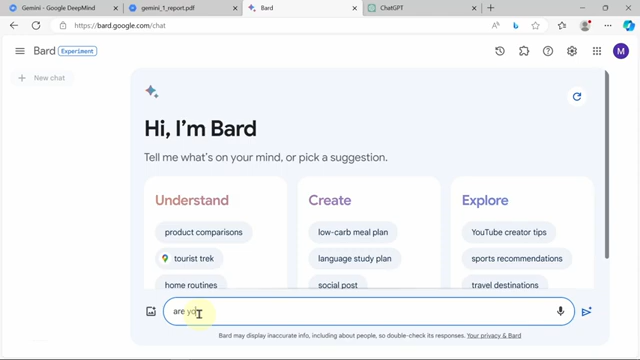 Gemini - Google DeepMind
gemini_1_report.pdf
Bard
ChatGPT
https://bard.google.com/chat
Bard
Experiment
M
New chat
Hi, I'm Bard
Tell me what's on your mind, or pick a suggestion.
Understand
Create
Explore
product comparisons
low-carb meal plan
YouTube creator tips
tourist trek
language study plan
sports recommendations
home routines
social post
travel destinations
are yo
Bard may display inaccurate info, including about people, so double-check its responses. Your privacy & Bard